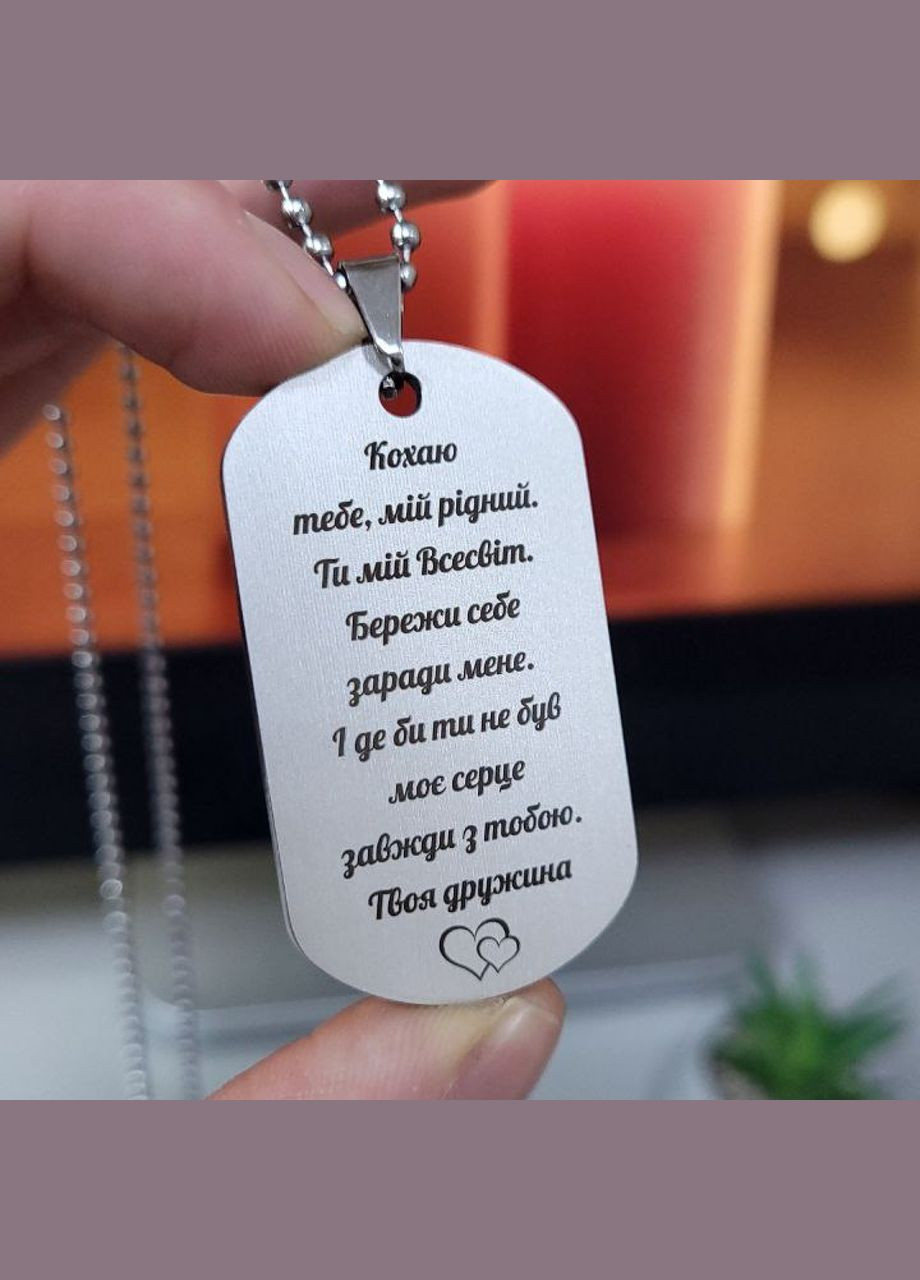 Кохаю
тебе, мій рідний.
Ти мій Всесвіт.
Бережи себе
заради мене.
І де би ти не був
моє серце
завжди з тобою.
Твоя дружина